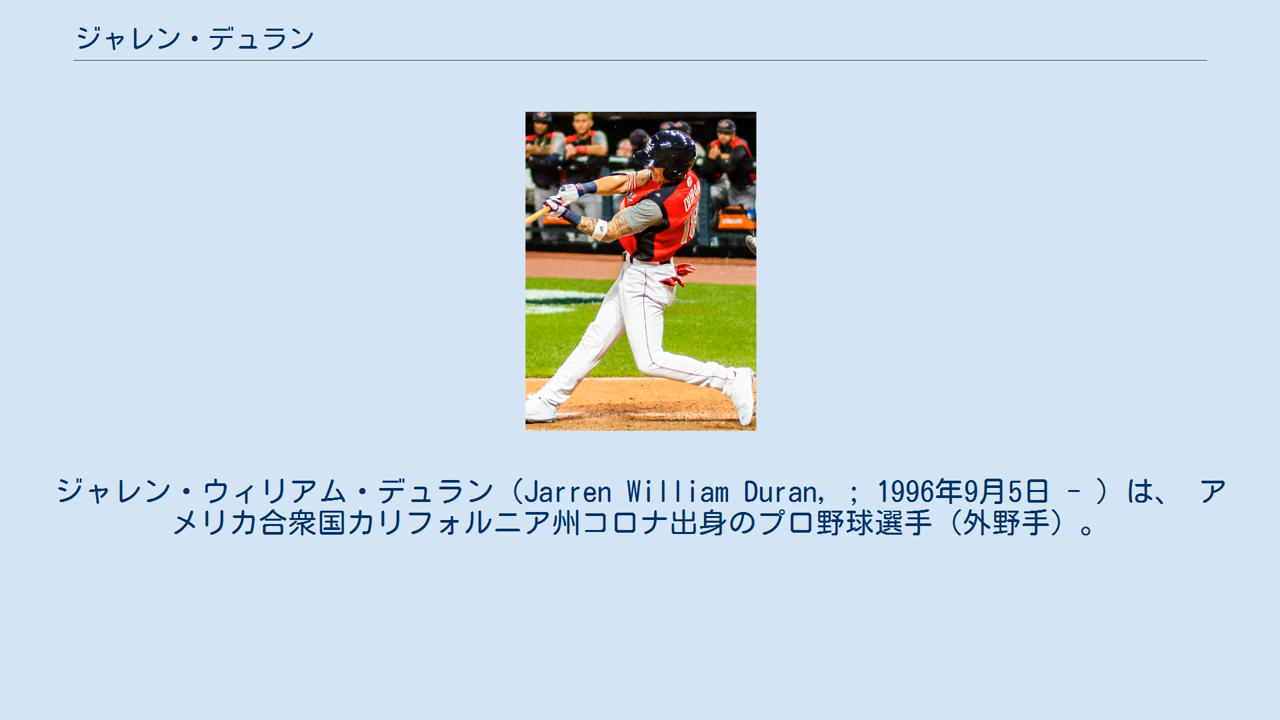 ジャレン・デュラン
ジャレン・ウィリアム・デュラン（Jarren William Duran, ; 1996年9月5日 - ）は、 ア
メリカ合衆国カリフォルニア州コロナ出身のプロ野球選手（外野手）。